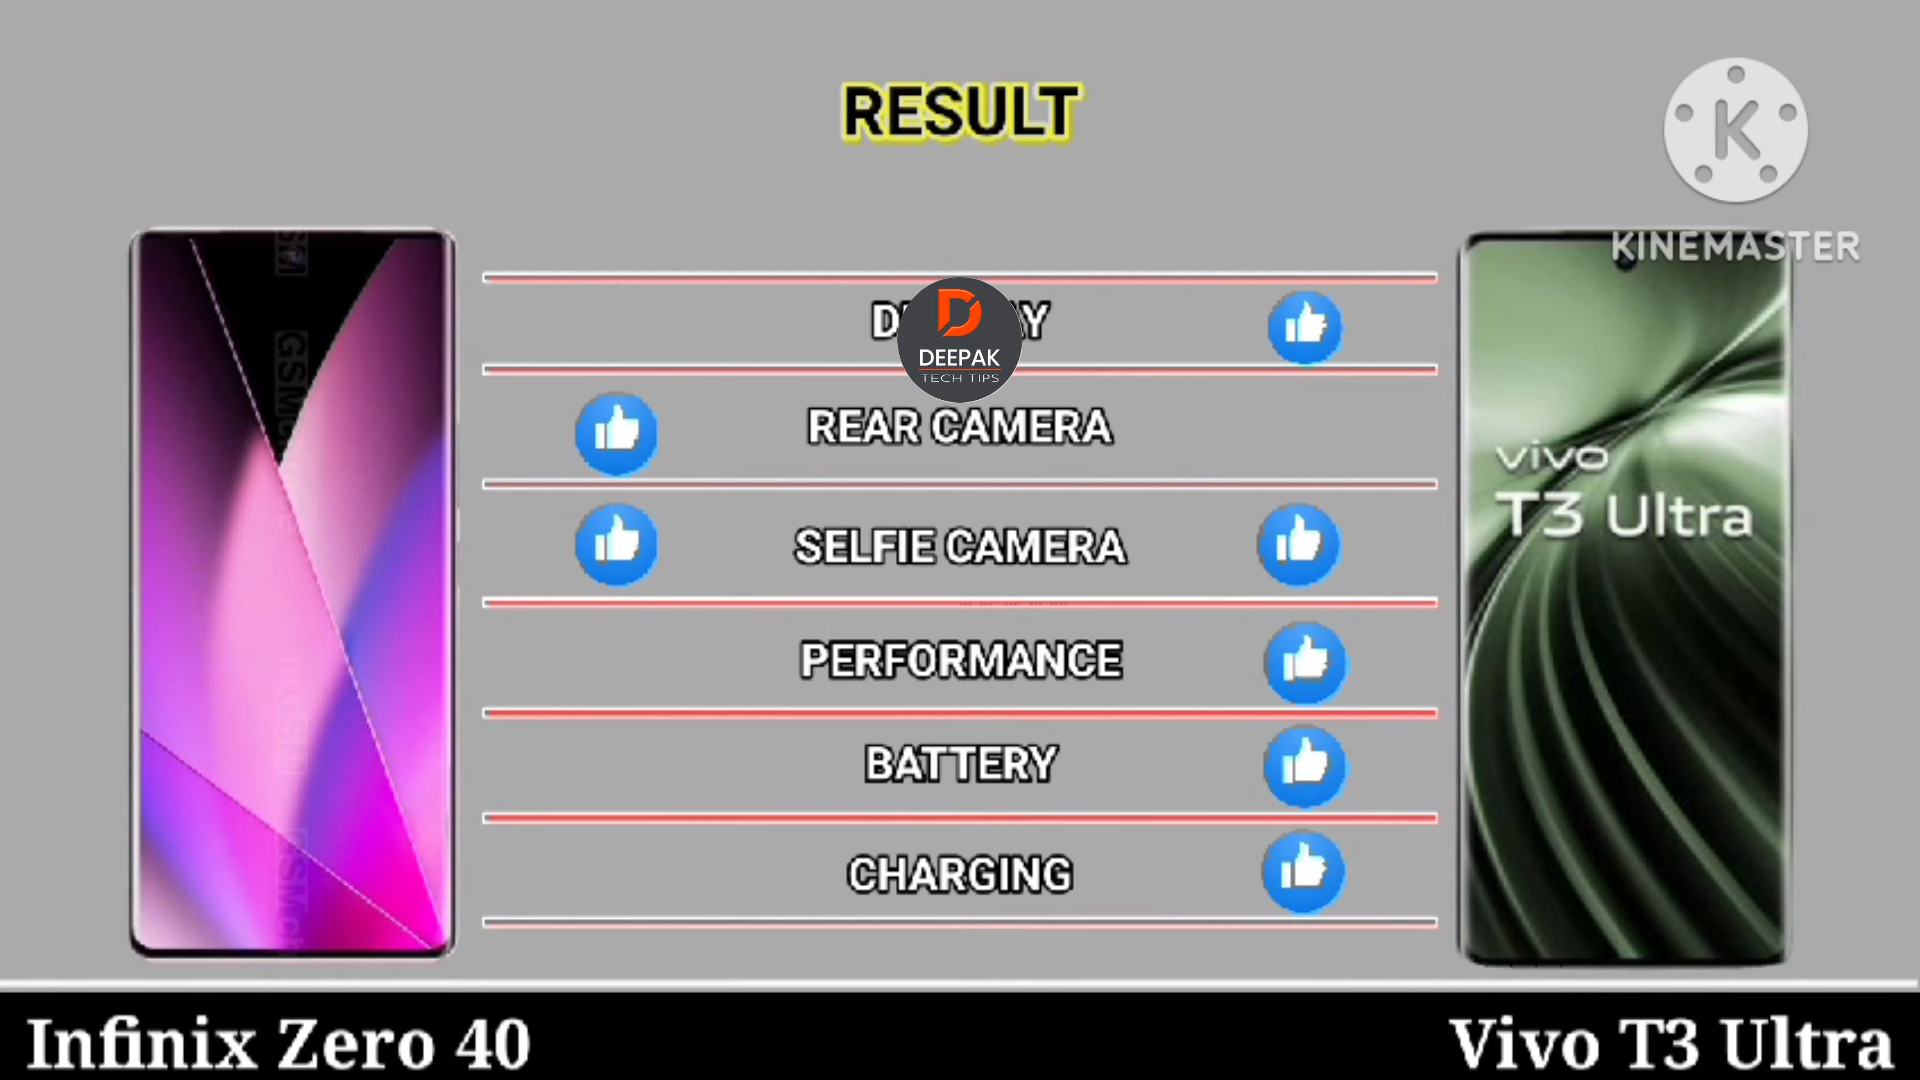 RESULT
K
KINEMASTER
D
DEEPAK
TECH TIPS
REAR CAMERA
SELFIE CAMERA
PERFORMANCE
BATTERY
CHARGING
vivo
T3 Ultra
Infinix Zero 40
Vivo T3 Ultra